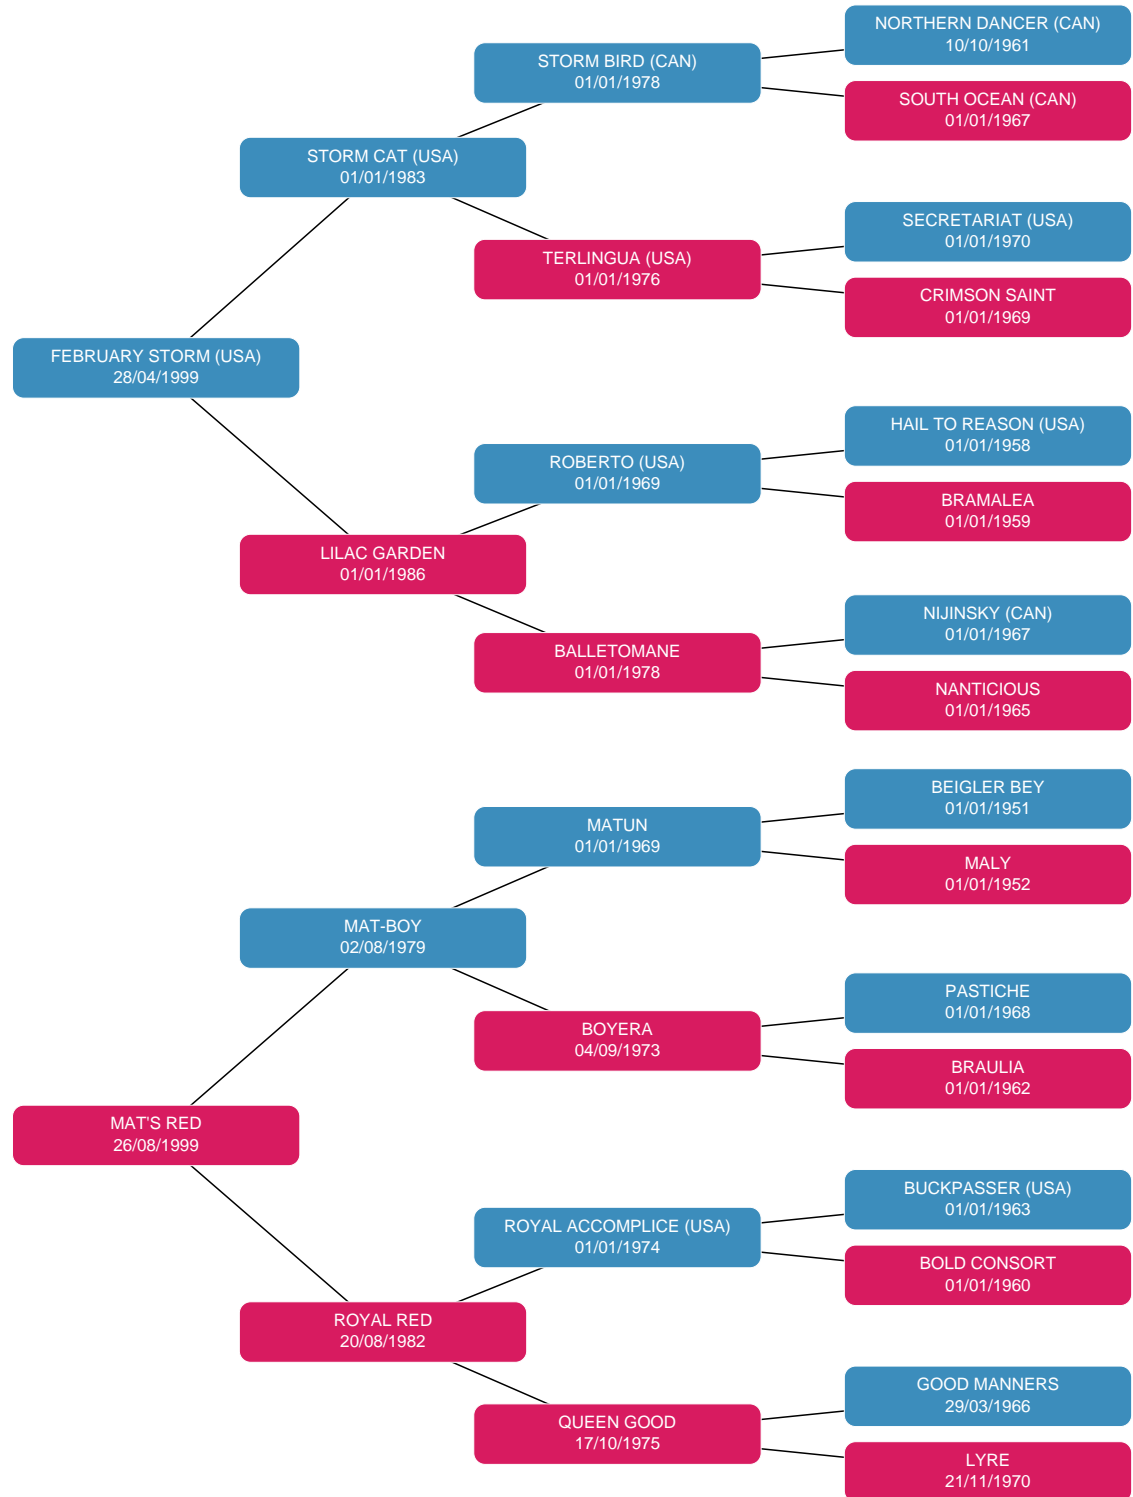 NORTHERN DANCER (CAN)
10/10/1961
STORM BIRD (CAN)
01/01/1978
SOUTH OCEAN (CAN)
01/01/1967
STORM CAT (USA)
01/01/1983
SECRETARIAT (USA)
01/01/1970
TERLINGUA (USA)
01/01/1976
CRIMSON SAINT
01/01/1969
FEBRUARY STORM (USA)
28/04/1999
HAIL TO REASON (USA)
01/01/1958
ROBERTO (USA)
01/01/1969
BRAMALEA
01/01/1959
LILAC GARDEN
01/01/1986
NIJINSKY (CAN)
01/01/1967
BALLETOMANE
01/01/1978
NANTICIOUS
01/01/1965
BEIGLER BEY
01/01/1951
MATUN
01/01/1969
MALY
01/01/1952
MAT-BOY
02/08/1979
PASTICHE
01/01/1968
BOYERA
04/09/1973
BRAULIA
01/01/1962
MAT'S RED
26/08/1999
BUCKPASSER (USA)
01/01/1963
ROYAL ACCOMPLICE (USA)
01/01/1974
BOLD CONSORT
01/01/1960
ROYAL RED
20/08/1982
GOOD MANNERS
29/03/1966
QUEEN GOOD
17/10/1975
LYRE
21/11/1970